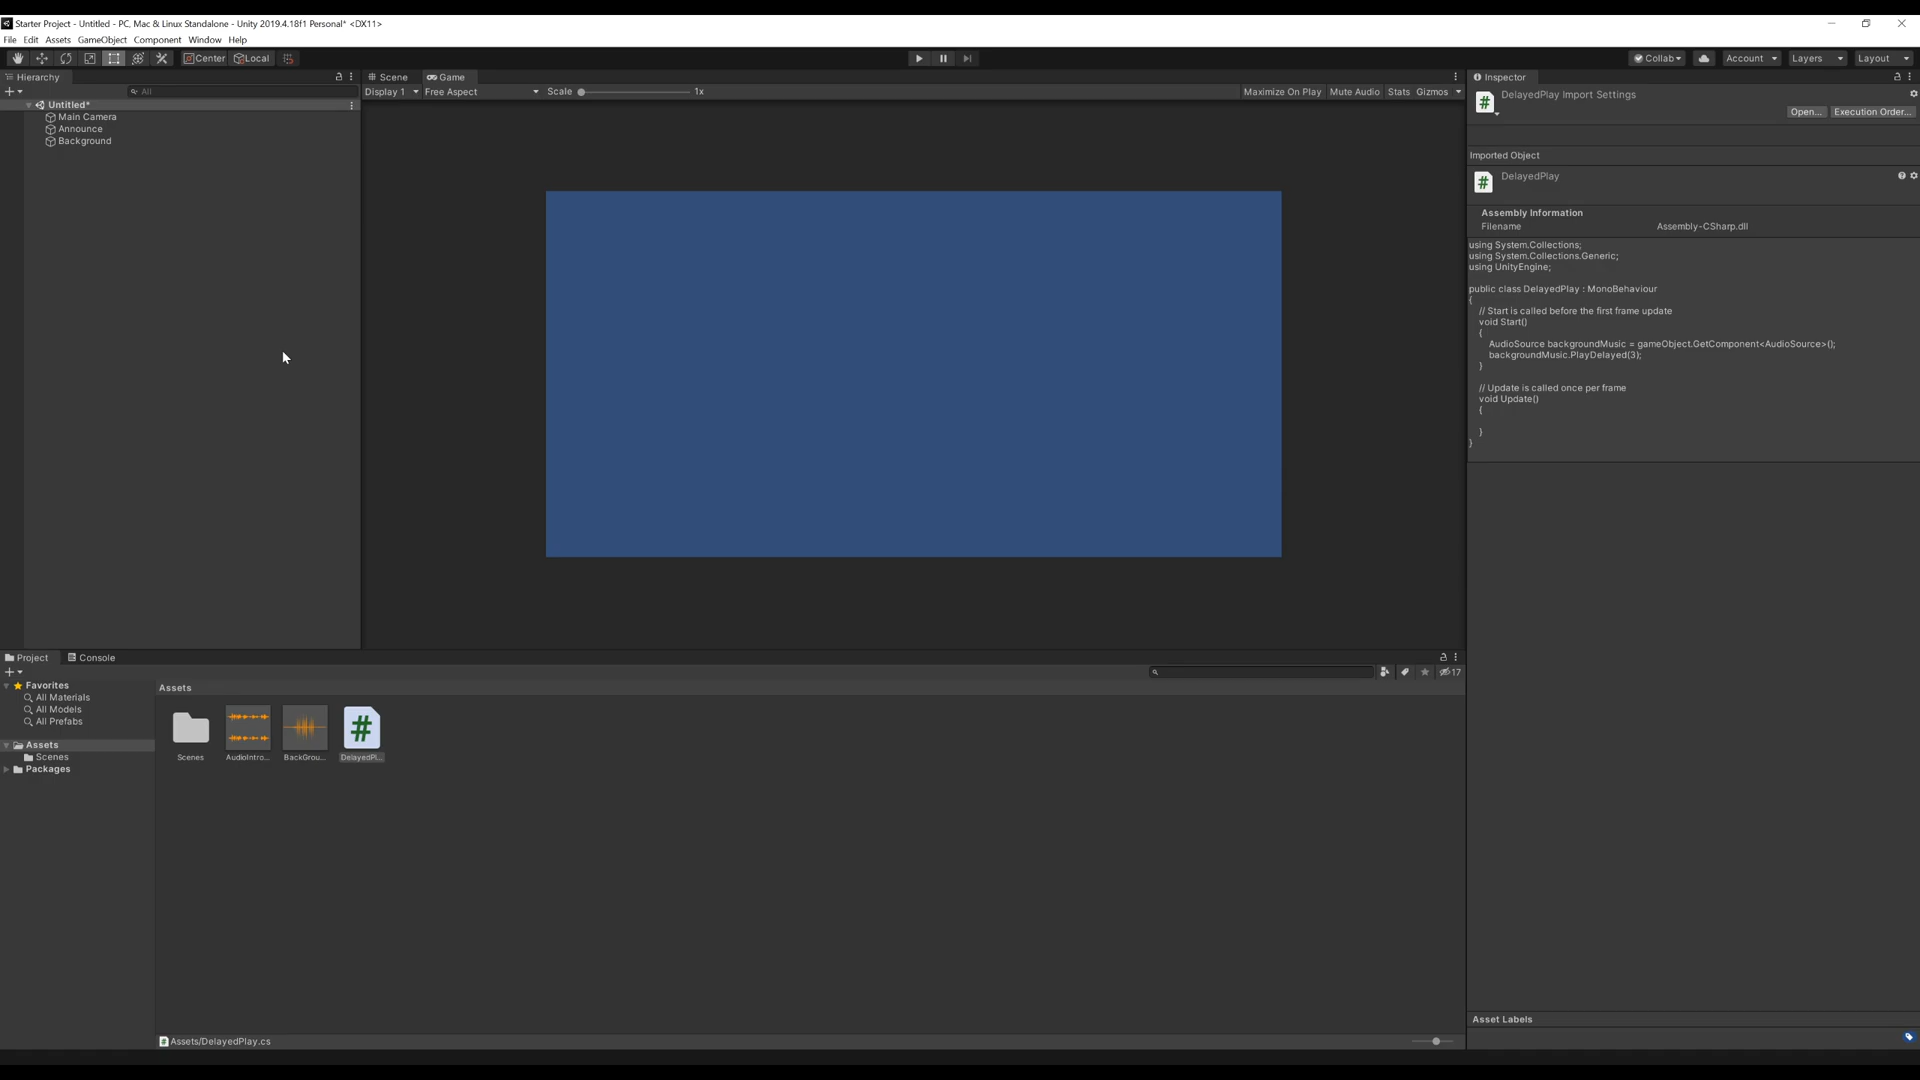 Starter Project - Untitled - PC, Mac & Linux Standalone - Unity 2019.4.18f1 Personal* <DX11>
File Edit Assets GameObject Component Window Help
Center Local Collab Account Layers Layout
Hierarchy
All
Untitled*
Main Camera
Announce
Background
Scene Game
Display 1 Free Aspect Scale 1x Maximize On Play Mute Audio Stats Gizmos
Inspector
DelayedPlay Import Settings
Open... Execution Order...
Imported Object
DelayedPlay
Assembly Information
Filename Assembly-CSharp.dll
using System.Collections;
using System.Collections.Generic;
using UnityEngine;
public class DelayedPlay : MonoBehaviour
{
// Start is called before the first frame update
void Start()
{
AudioSource backgroundMusic = gameObject.GetComponent<AudioSource>();
backgroundMusic.PlayDelayed(3);
}
// Update is called once per frame
void Update()
{
}
}
Project Console
17
Favorites
All Materials
All Models
All Prefabs
Assets
Scenes
Packages
Assets
Scenes AudioIntro... BackGrou... DelayedPl...
Assets/DelayedPlay.cs
Asset Labels